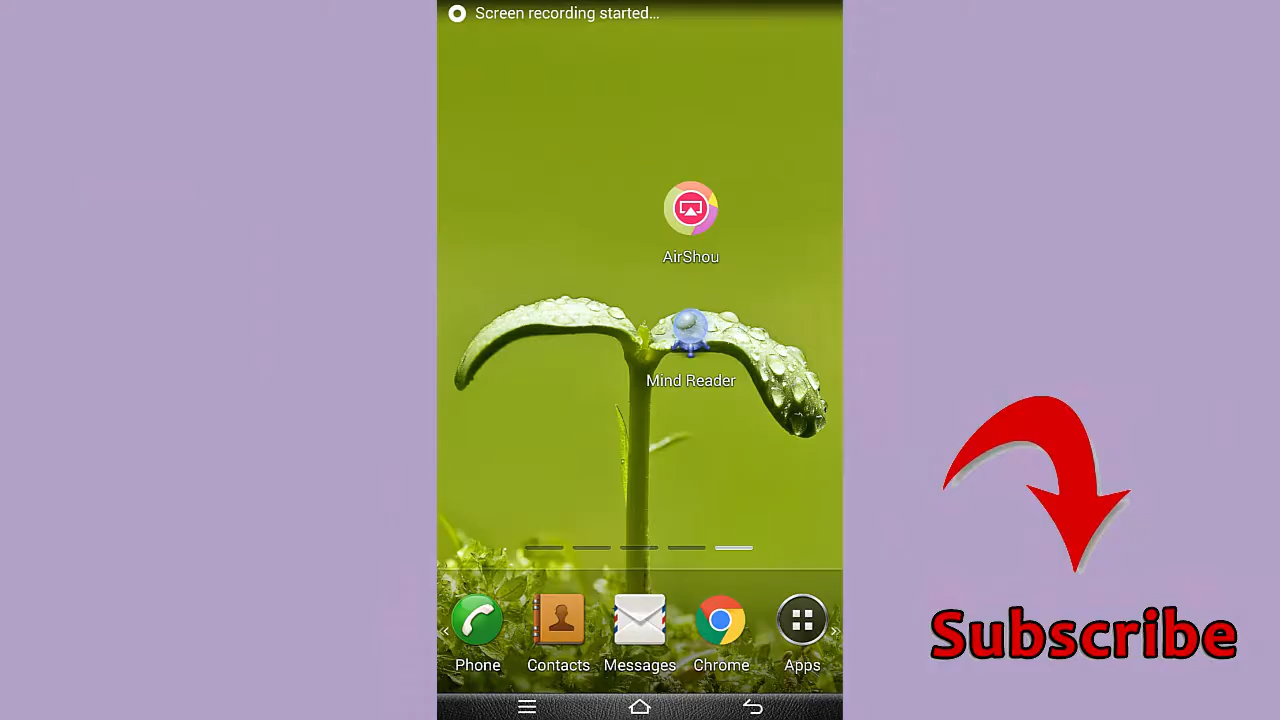 Screen recording started...
AirShou
Mind Reader
Phone
Contacts
Messages
Chrome
Apps
Subscribe